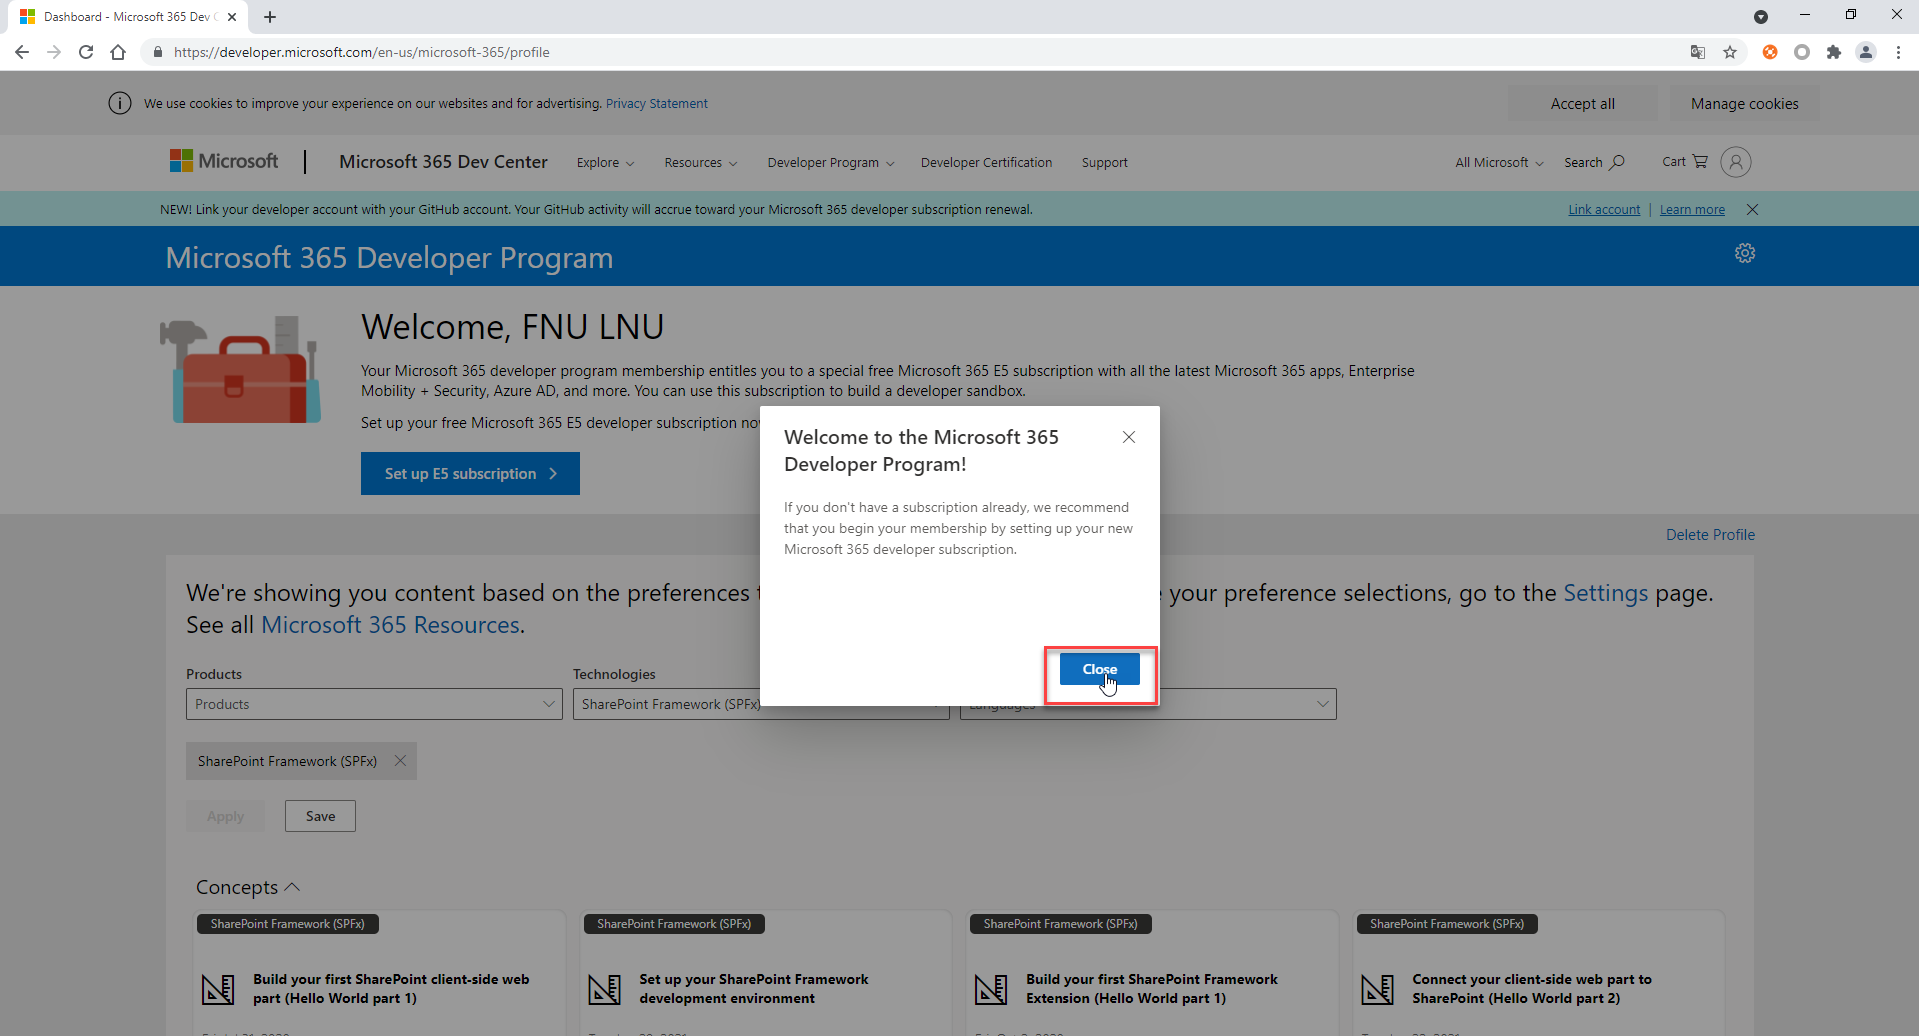 Dashboard - Microsoft 365 Dev C
https://developer.microsoft.com/en-us/microsoft-365/profile
We use cookies to improve your experience on our websites and for advertising. Privacy Statement
Accept all
Manage cookies
Microsoft
Microsoft 365 Dev Center
Explore
Resources
Developer Program
Developer Certification
Support
All Microsoft
Search
Cart
NEW! Link your developer account with your GitHub account. Your GitHub activity will accrue toward your Microsoft 365 developer subscription renewal.
Link account | Learn more
Microsoft 365 Developer Program
Welcome, FNU LNU
Your Microsoft 365 developer program membership entitles you to a special free Microsoft 365 E5 subscription with all the latest Microsoft 365 apps, Enterprise
Mobility + Security, Azure AD, and more. You can use this subscription to build a developer sandbox.
Set up your free Microsoft 365 E5 developer subscription no
Set up E5 subscription
Welcome to the Microsoft 365
Developer Program!
If you don't have a subscription already, we recommend
that you begin your membership by setting up your new
Microsoft 365 developer subscription.
Close
Delete Profile
We're showing you content based on the preferences
your preference selections, go to the Settings page.
See all Microsoft 365 Resources.
Products
Technologies
Products
SharePoint Framework (SPFx)
Languages
SharePoint Framework (SPFx)
Apply
Save
Concepts
SharePoint Framework (SPFx)
Build your first SharePoint client-side web
part (Hello World part 1)
SharePoint Framework (SPFx)
Set up your SharePoint Framework
development environment
SharePoint Framework (SPFx)
Build your first SharePoint Framework
Extension (Hello World part 1)
SharePoint Framework (SPFx)
Connect your client-side web part to
SharePoint (Hello World part 2)